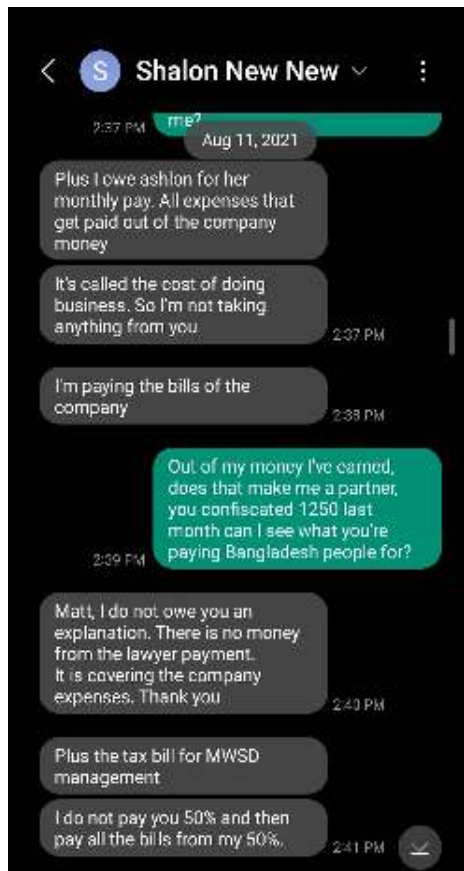 S Shalon New New
2:37 PM me?
Aug 11, 2021
Plus I owe ashlon for her
monthly pay. All expenses that
get paid out of the company
money
It's called the cost of doing
business. So I'm not taking
anything from you
2:37 PM
I'm paying the bills of the
company
2:38 PM
Out of my money I've earned,
does that make me a partner,
you confiscated 1250 last
month can I see what you're
paying Bangladesh people for?
2:39 PM
Matt, I do not owe you an
explanation. There is no money
from the lawyer payment.
It is covering the company
expenses. Thank you
2:40 PM
Plus the tax bill for MWSD
management
I do not pay you 50% and then
pay all the bills from my 50%.
2:41 PM